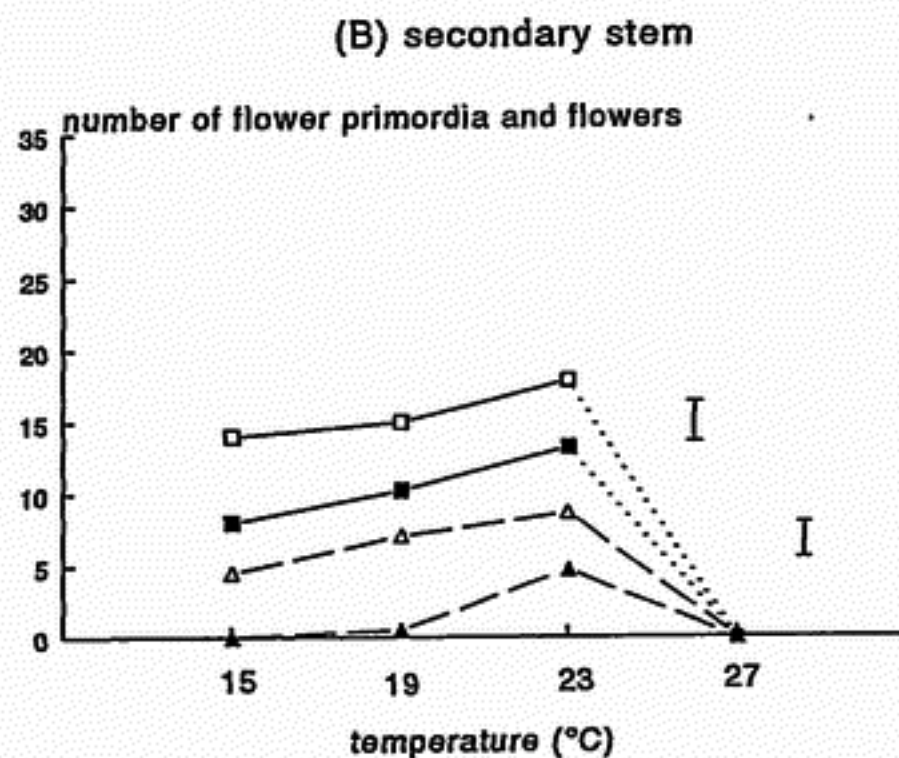 (B) secondary stem
number of flower primordia and flowers
35
30
25
20
15
10
5
0
15 19 23 27
temperature (°C)